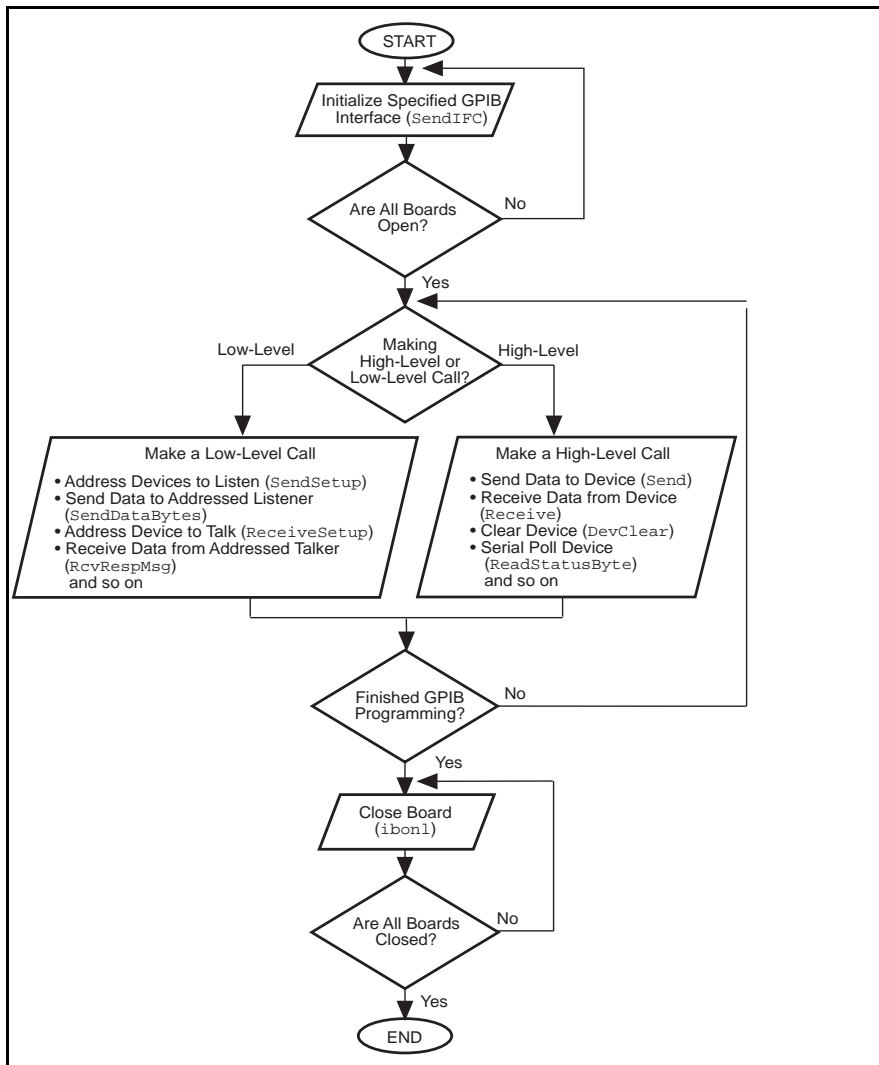 START
Initialize Specified GPIB
Interface (SendIFC)
Are All Boards
Open?
No
Yes
Making
High-Level or
Low-Level Call?
Low-Level
High-Level
Make a Low-Level Call
• Address Devices to Listen (SendSetup)
• Send Data to Addressed Listener
(SendDataBytes)
• Address Device to Talk (ReceiveSetup)
• Receive Data from Addressed Talker
(RcvRespMsg)
and so on
Make a High-Level Call
• Send Data to Device (Send)
• Receive Data from Device
(Receive)
• Clear Device (DevClear)
• Serial Poll Device
(ReadStatusByte)
and so on
Finished GPIB
Programming?
No
Yes
Close Board
(ibonl)
Are All Boards
Closed?
No
Yes
END